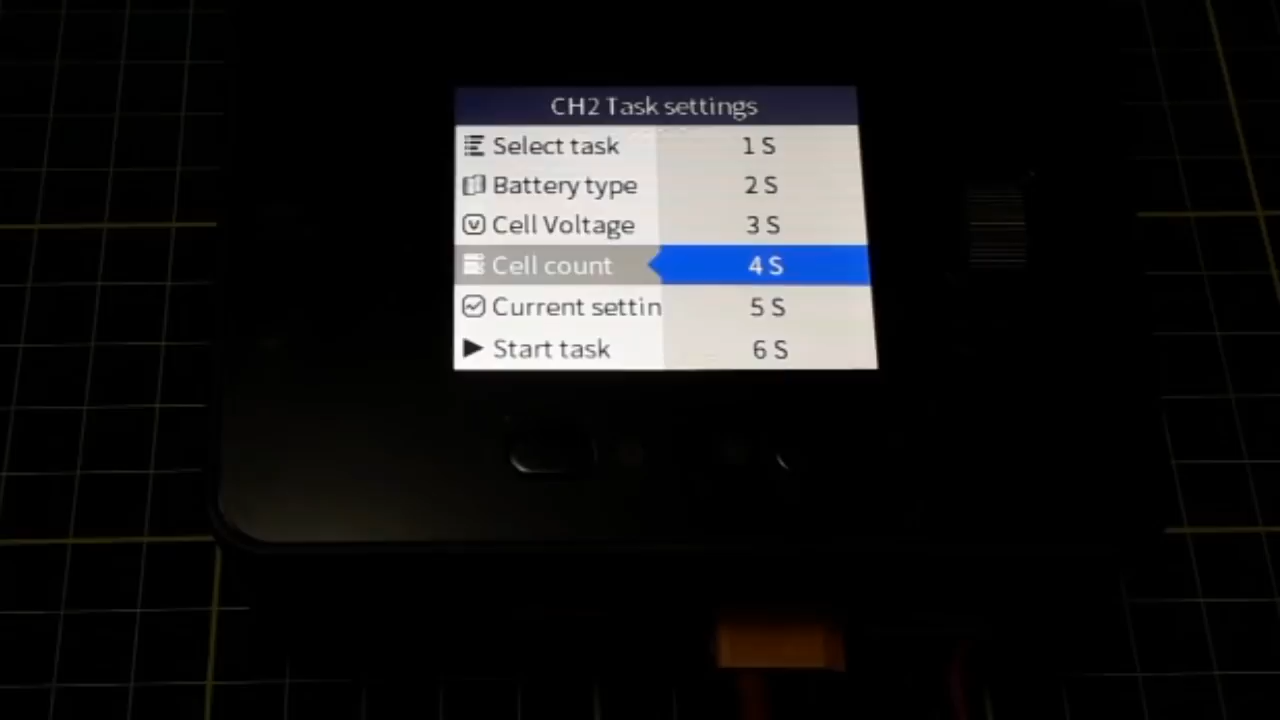 CH2 Task settings
Select task 1 S
Battery type 2 S
Cell Voltage 3 S
Cell count 4 S
Current settin 5 S
Start task 6 S